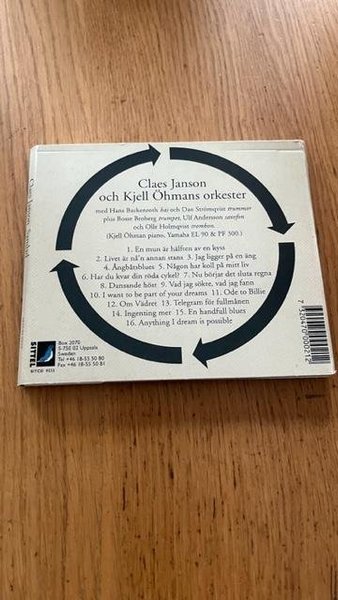 Claes Janson
och Kjell Öhmans orkester
med Hans Backenroth bas och Dan Strömqvist trummor
plus Bosse Broberg trumpet, Ulf Andersson saxofon
och Olle Holmqvist trombon.
(Kjell Öhman piano, Yamaha EL 90 & PF 500.)
1. En mun är hälften av en kyss
2. Livet är nå'n annan stans 3. Jag ligger på en äng
4. Ångbåtsblues 5. Någon har koll på mitt liv
6. Har du kvar din röda cykel? 7. Nu börjar det sluta regna
8. Dansande höst 9. Vad jag sökte, vad jag fann
10. I want to be part of your dreams 11. Ode to Billie
12. Om Vädret 13. Telegram för fullmånen
14. Ingenting mer 15. En handfull blues
16. Anything I dream is possible
SITTEL
Box 2070
S-750 02 Uppsala
Sweden
Tel +46 18-55 50 80
Fax +46 18-55 50 81
Claes Janson